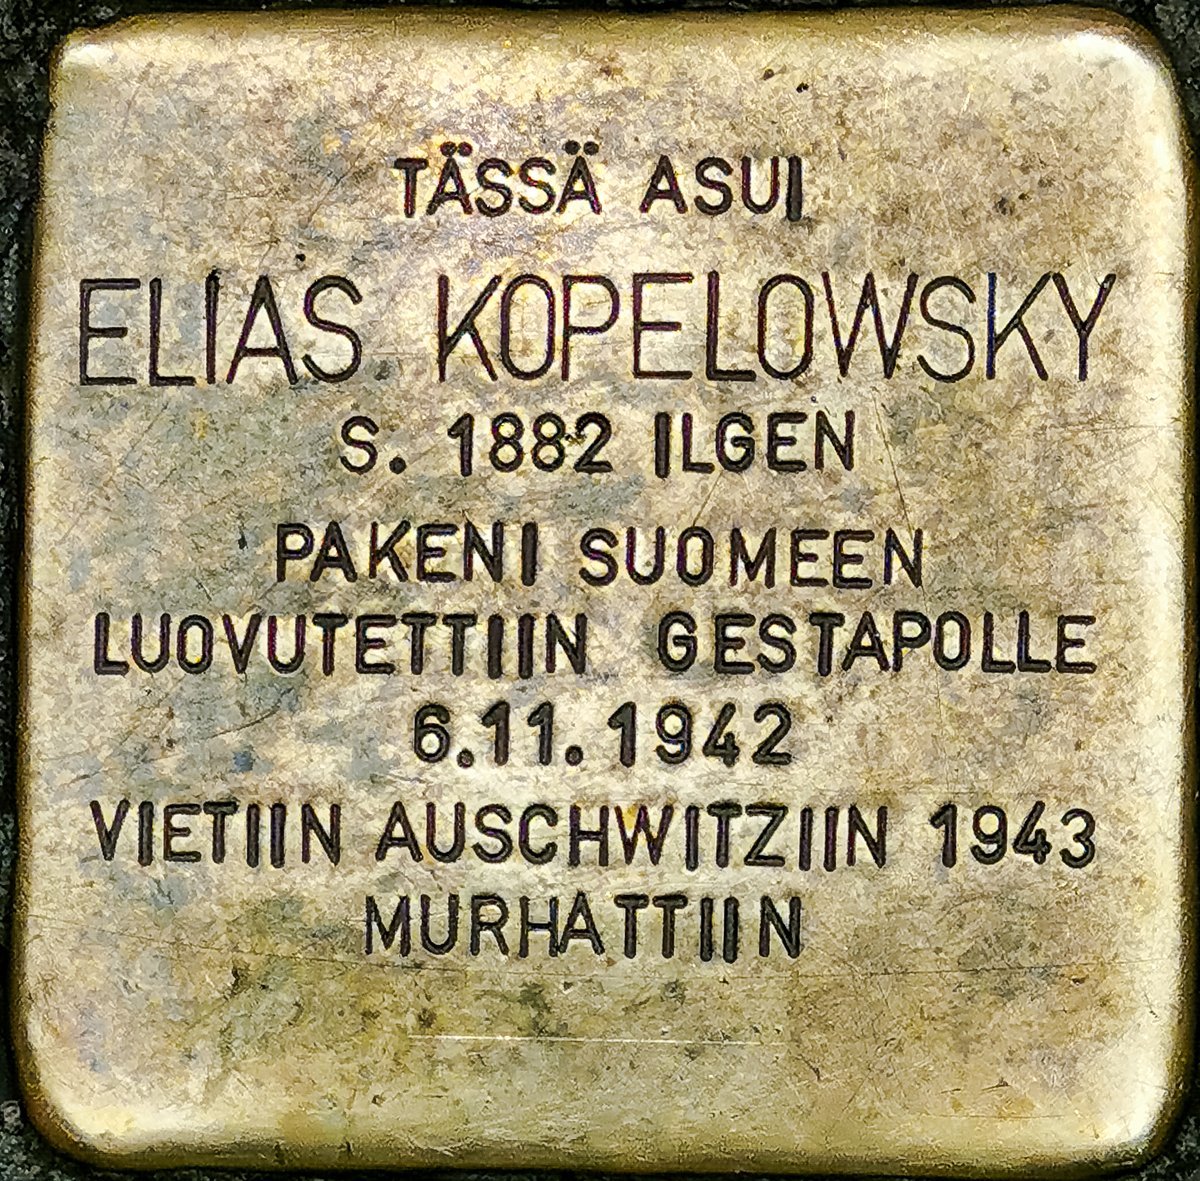 TÄSSÄ ASUI
ELIAS KOPELOWSKY
S. 1882 ILGEN
PAKENI SUOMEEN
LUOVUTETTIIN GESTAPOLLE
6.11.1942
VIETIIN AUSCHWITZIIN 1943
MURHATTIIN